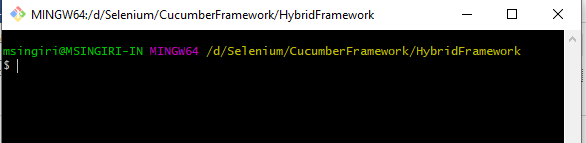 MINGW64:/d/Selenium/CucumberFramework/HybridFramework
msingiri@MSINGIRI-IN MINGW64 /d/Selenium/CucumberFramework/HybridFramework
$